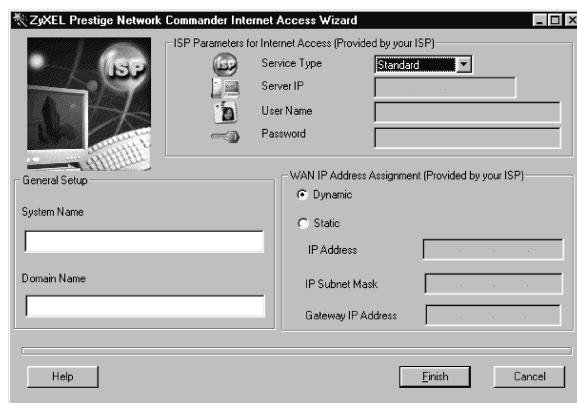 ZyXEL Prestige Network Commander Internet Access Wizard
ISP Parameters for Internet Access (Provided by your ISP)
ISP
isp
Service Type
Standard
Server IP
User Name
Password
General Setup
System Name
Domain Name
WAN IP Address Assignment (Provided by your ISP)
Dynamic
Static
IP Address
IP Subnet Mask
Gateway IP Address
Help
Finish
Cancel